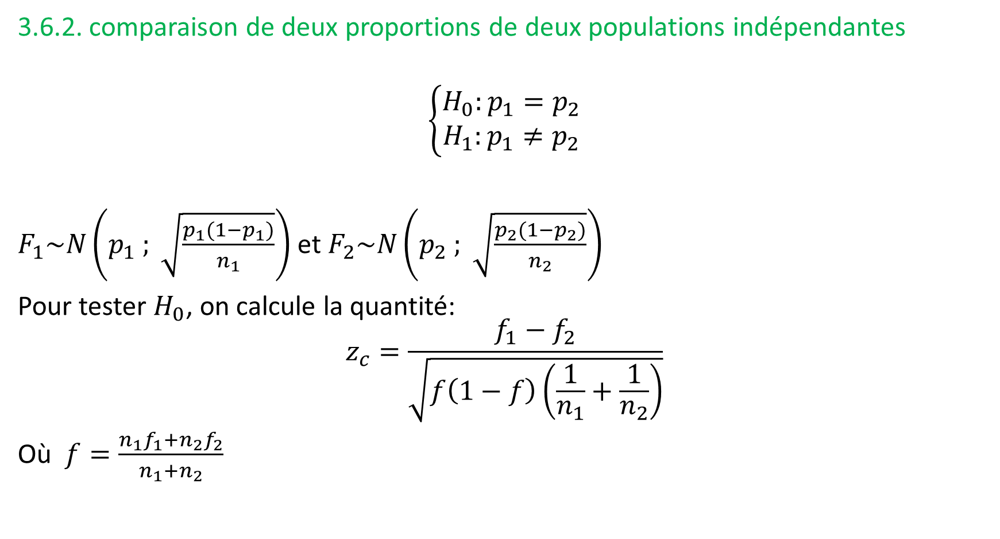 3.6.2. comparaison de deux proportions de deux populations indépendantes
{H₀: p₁ = p₂
H₁: p₁ ≠ p₂
F₁~N(p₁ ; √(p₁(1−p₁)/n₁)) et F₂~N(p₂ ; √(p₂(1−p₂)/n₂))
Pour tester H₀, on calcule la quantité:
z_c = (f₁ − f₂)/√(f(1 − f)(1/n₁ + 1/n₂))
Où f = (n₁f₁+n₂f₂)/(n₁+n₂)